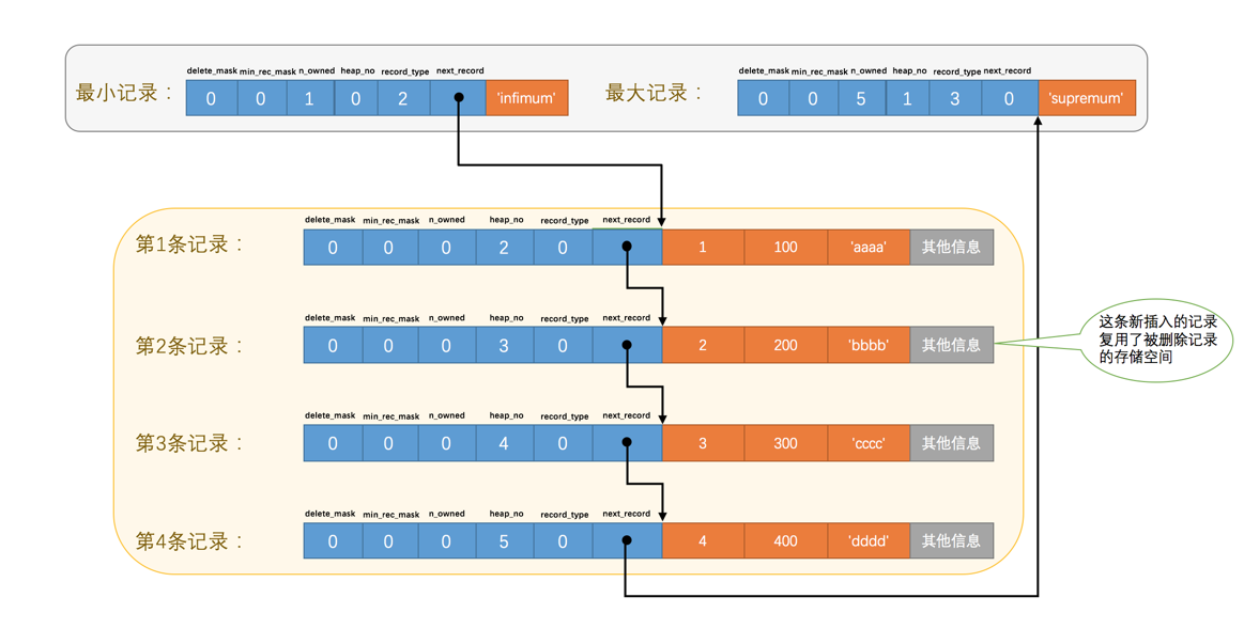 delete_mask min_rec_mask n_owned heap_no record_type next_record
最小记录： 0 0 1 0 2 'infimum'
delete_mask min_rec_mask n_owned heap_no record_type next_record
最大记录： 0 0 5 1 3 0 'supremum'
delete_mask min_rec_mask n_owned heap_no record_type next_record
第1条记录： 0 0 0 2 0 1 100 'aaaa' 其他信息
delete_mask min_rec_mask n_owned heap_no record_type next_record
第2条记录： 0 0 0 3 0 2 200 'bbbb' 其他信息
这条新插入的记录
复用了被删除记录
的存储空间
delete_mask min_rec_mask n_owned heap_no record_type next_record
第3条记录： 0 0 0 4 0 3 300 'cccc' 其他信息
delete_mask min_rec_mask n_owned heap_no record_type next_record
第4条记录： 0 0 0 5 0 4 400 'dddd' 其他信息